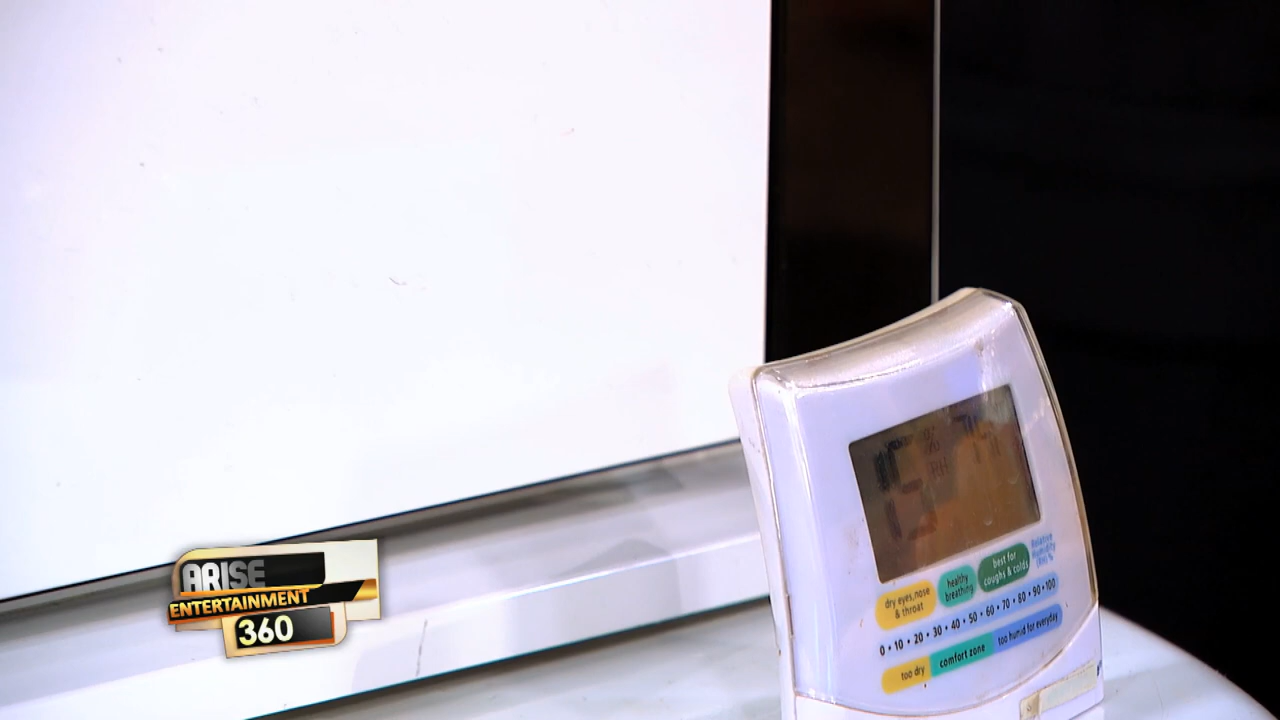 dry eyes,nose
& throat
healthy
breathing
best for
coughs & colds
Relative
Humidity
(RH) %
0 • 10 • 20 • 30 • 40 • 50 • 60 • 70 • 80 • 90 • 100
too dry
comfort zone
too humid for everyday
ARISE
ENTERTAINMENT
360